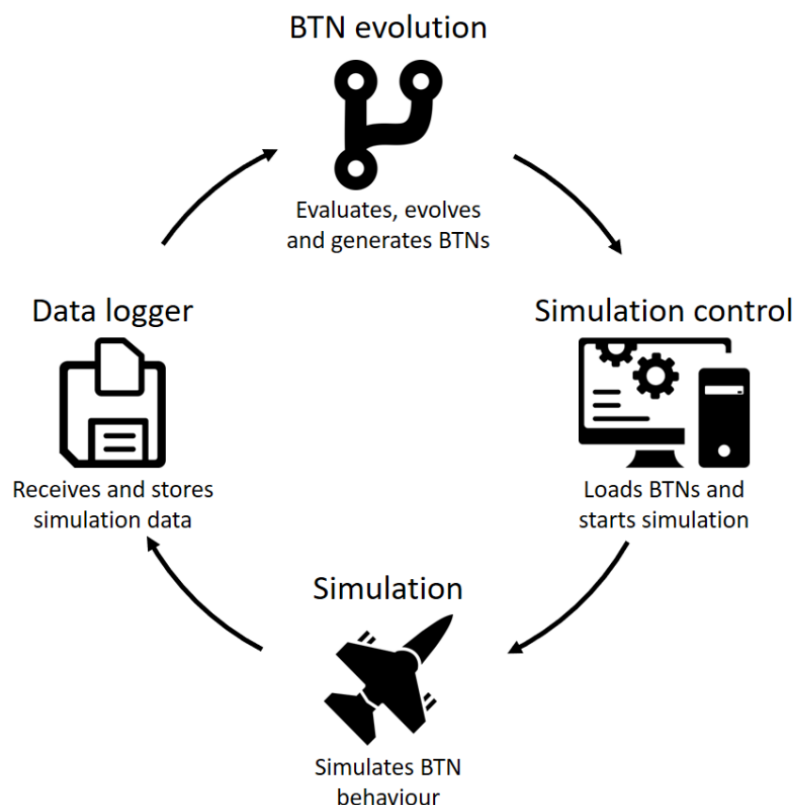 BTN evolution
Evaluates, evolves
and generates BTNs
Data logger
Receives and stores
simulation data
Simulation control
Loads BTNs and
starts simulation
Simulation
Simulates BTN
behaviour